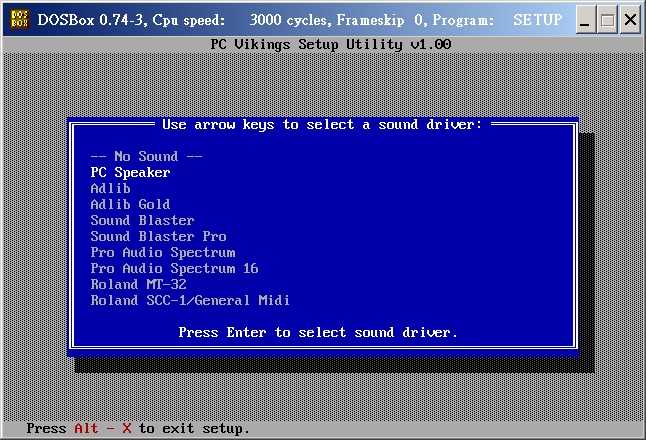 DOS
BOX
DOSBox 0.74-3, Cpu speed: 3000 cycles, Frameskip 0, Program: SETUP
PC Vikings Setup Utility v1.00
Use arrow keys to select a sound driver:
-- No Sound --
PC Speaker
Adlib
Adlib Gold
Sound Blaster
Sound Blaster Pro
Pro Audio Spectrum
Pro Audio Spectrum 16
Roland MT-32
Roland SCC-1/General Midi
Press Enter to select sound driver.
Press Alt - X to exit setup.